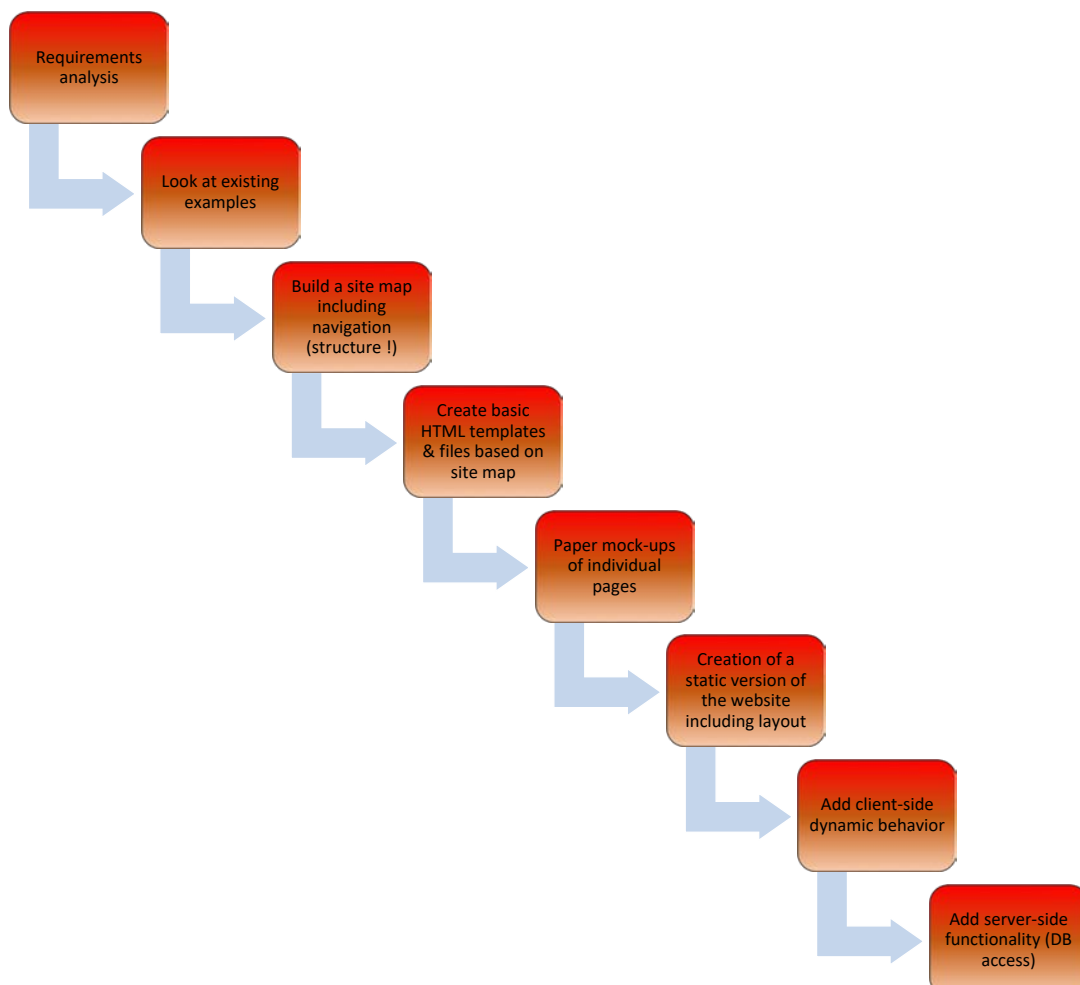 Requirements
analysis
Look at existing
examples
Build a site map
including
navigation
(structure !)
Create basic
HTML templates
& files based on
site map
Paper mock-ups
of individual
pages
Creation of a
static version of
the website
including layout
Add client-side
dynamic behavior
Add server-side
functionality (DB
access)